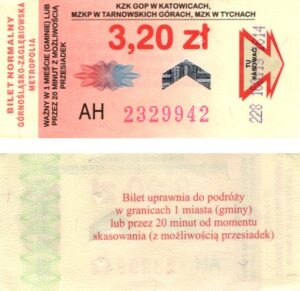 BILET NORMALNY
GÓRNOŚLĄSKO-ZAGŁĘBIOWSKA
METROPOLIA
WAŻNY W 1 MIEŚCIE (GMINIE) LUB
PRZEZ 20 MINUT Z MOŻLIWOŚCIĄ
PRZESIADEK
KZK GOP W KATOWICACH,
MZKP W TARNOWSKICH GÓRACH, MZK W TYCHACH
3,20 zł
AH 2329942
TU
KASOWAĆ
Bilet uprawnia do podróży
w granicach 1 miasta (gminy)
lub przez 20 minut od momentu
skasowania (z możliwością przesiadek)